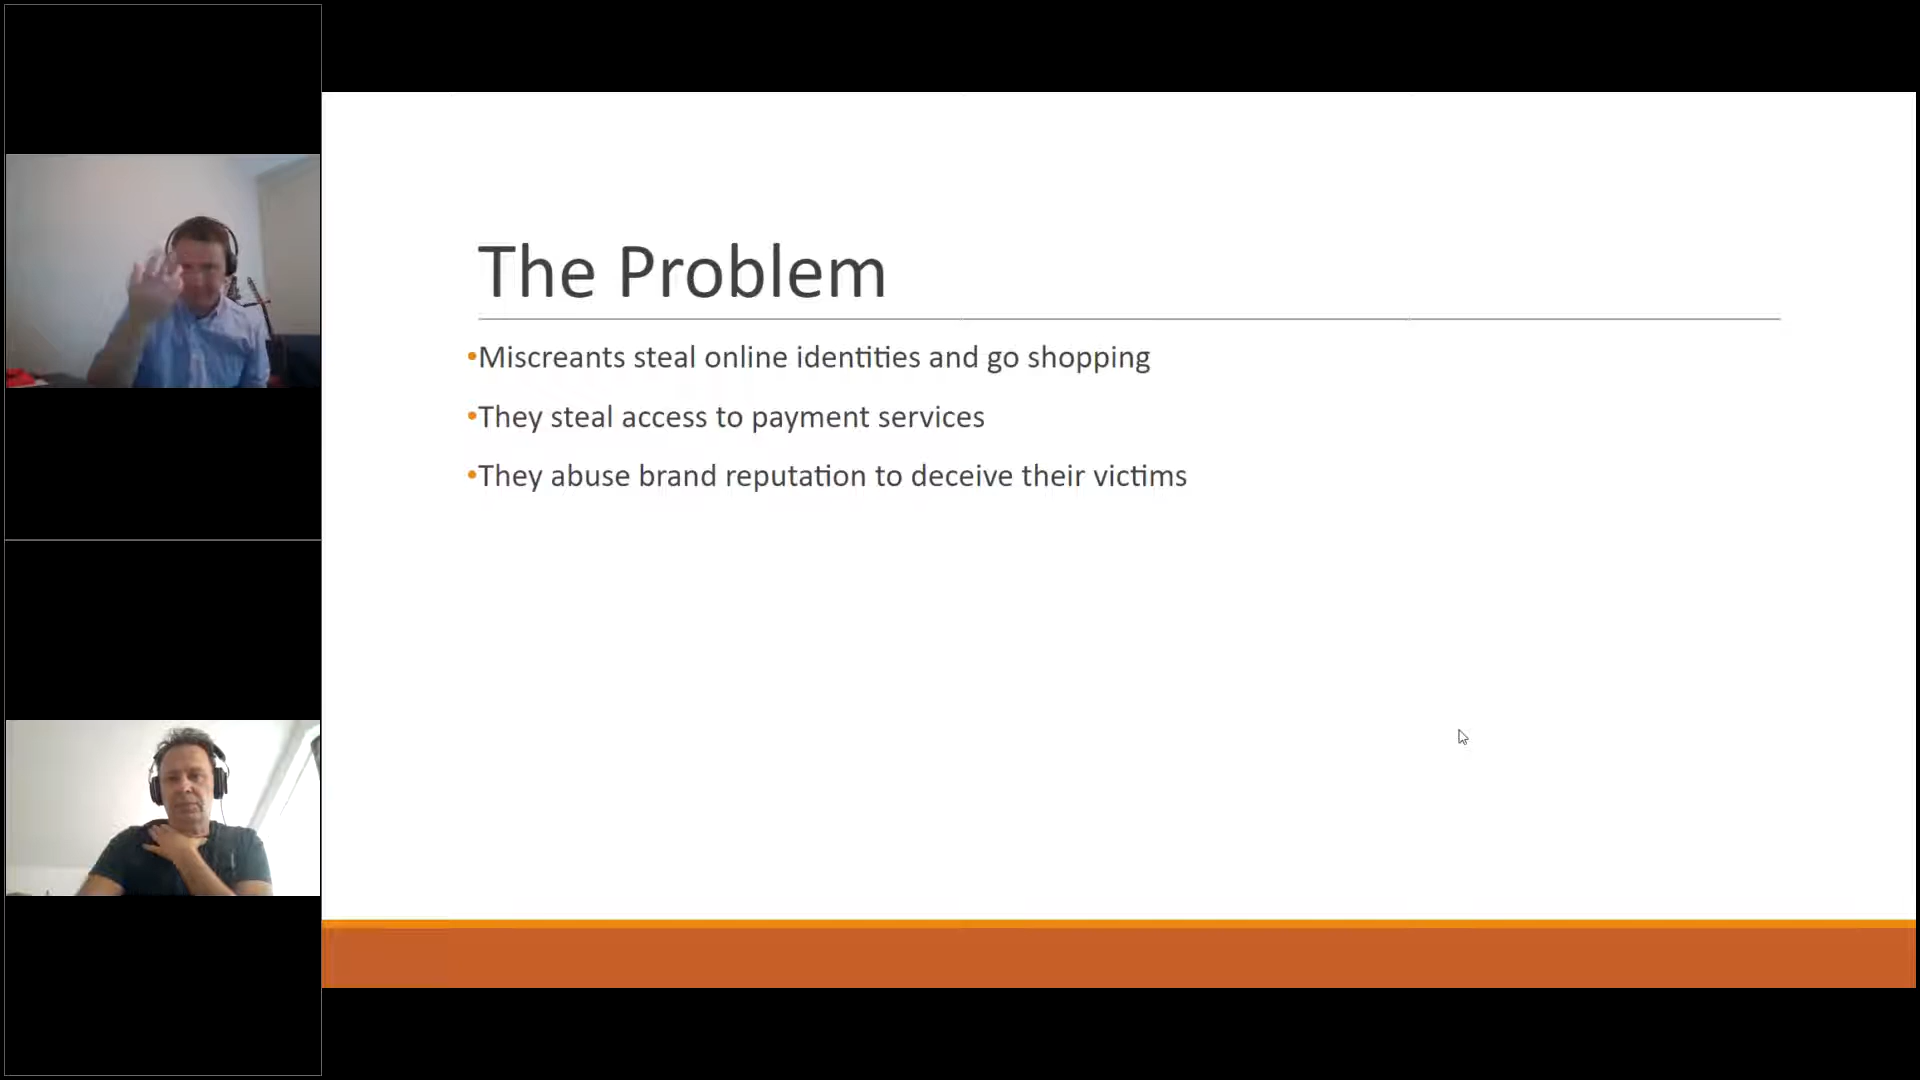 The Problem
•Miscreants steal online identities and go shopping
•They steal access to payment services
•They abuse brand reputation to deceive their victims